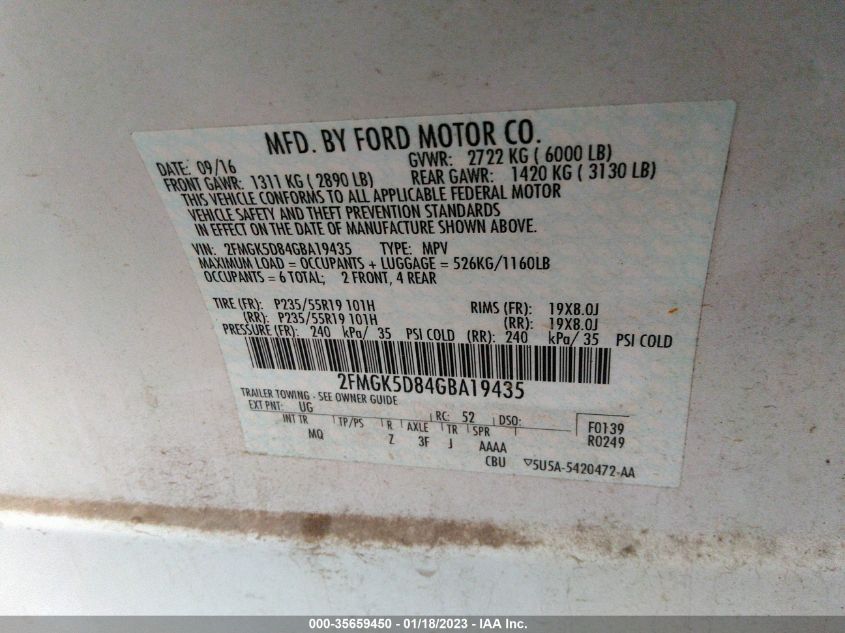 MFD. BY FORD MOTOR CO.
DATE: 09/16 GVWR: 2722 KG ( 6000 LB)
FRONT GAWR: 1311 KG ( 2890 LB) REAR GAWR: 1420 KG ( 3130 LB)
THIS VEHICLE CONFORMS TO ALL APPLICABLE FEDERAL MOTOR
VEHICLE SAFETY AND THEFT PREVENTION STANDARDS
IN EFFECT ON THE DATE OF MANUFACTURE SHOWN ABOVE.
VIN: 2FMGK5D84GBA19435 TYPE: MPV
MAXIMUM LOAD = OCCUPANTS + LUGGAGE = 526KG/1160LB
OCCUPANTS = 6 TOTAL; 2 FRONT, 4 REAR
TIRE (FR): P235/55R19 101H RIMS (FR): 19X8.0J
(RR): P235/55R19 101H (RR): 19X8.0J
PRESSURE (FR): 240 kPa/ 35 PSI COLD (RR): 240 kPa/ 35 PSI COLD
2FMGK5D84GBA19435
TRAILER TOWING - SEE OWNER GUIDE
EXT PNT: UG RC: 52 DSO: F0139
INT TR TP/PS R AXLE TR SPR R0249
MQ Z 3F J AAAA
CBU ▽5U5A-5420472-AA
000-35659450 - 01/18/2023 - IAA Inc.